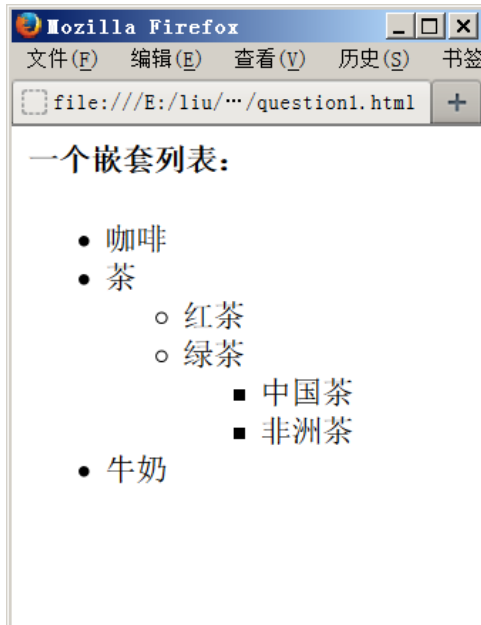 Mozilla Firefox
文件(F) 编辑(E) 查看(V) 历史(S) 书签
file:///E:/liu/…/question1.html
一个嵌套列表：
咖啡
茶
红茶
绿茶
中国茶
非洲茶
牛奶